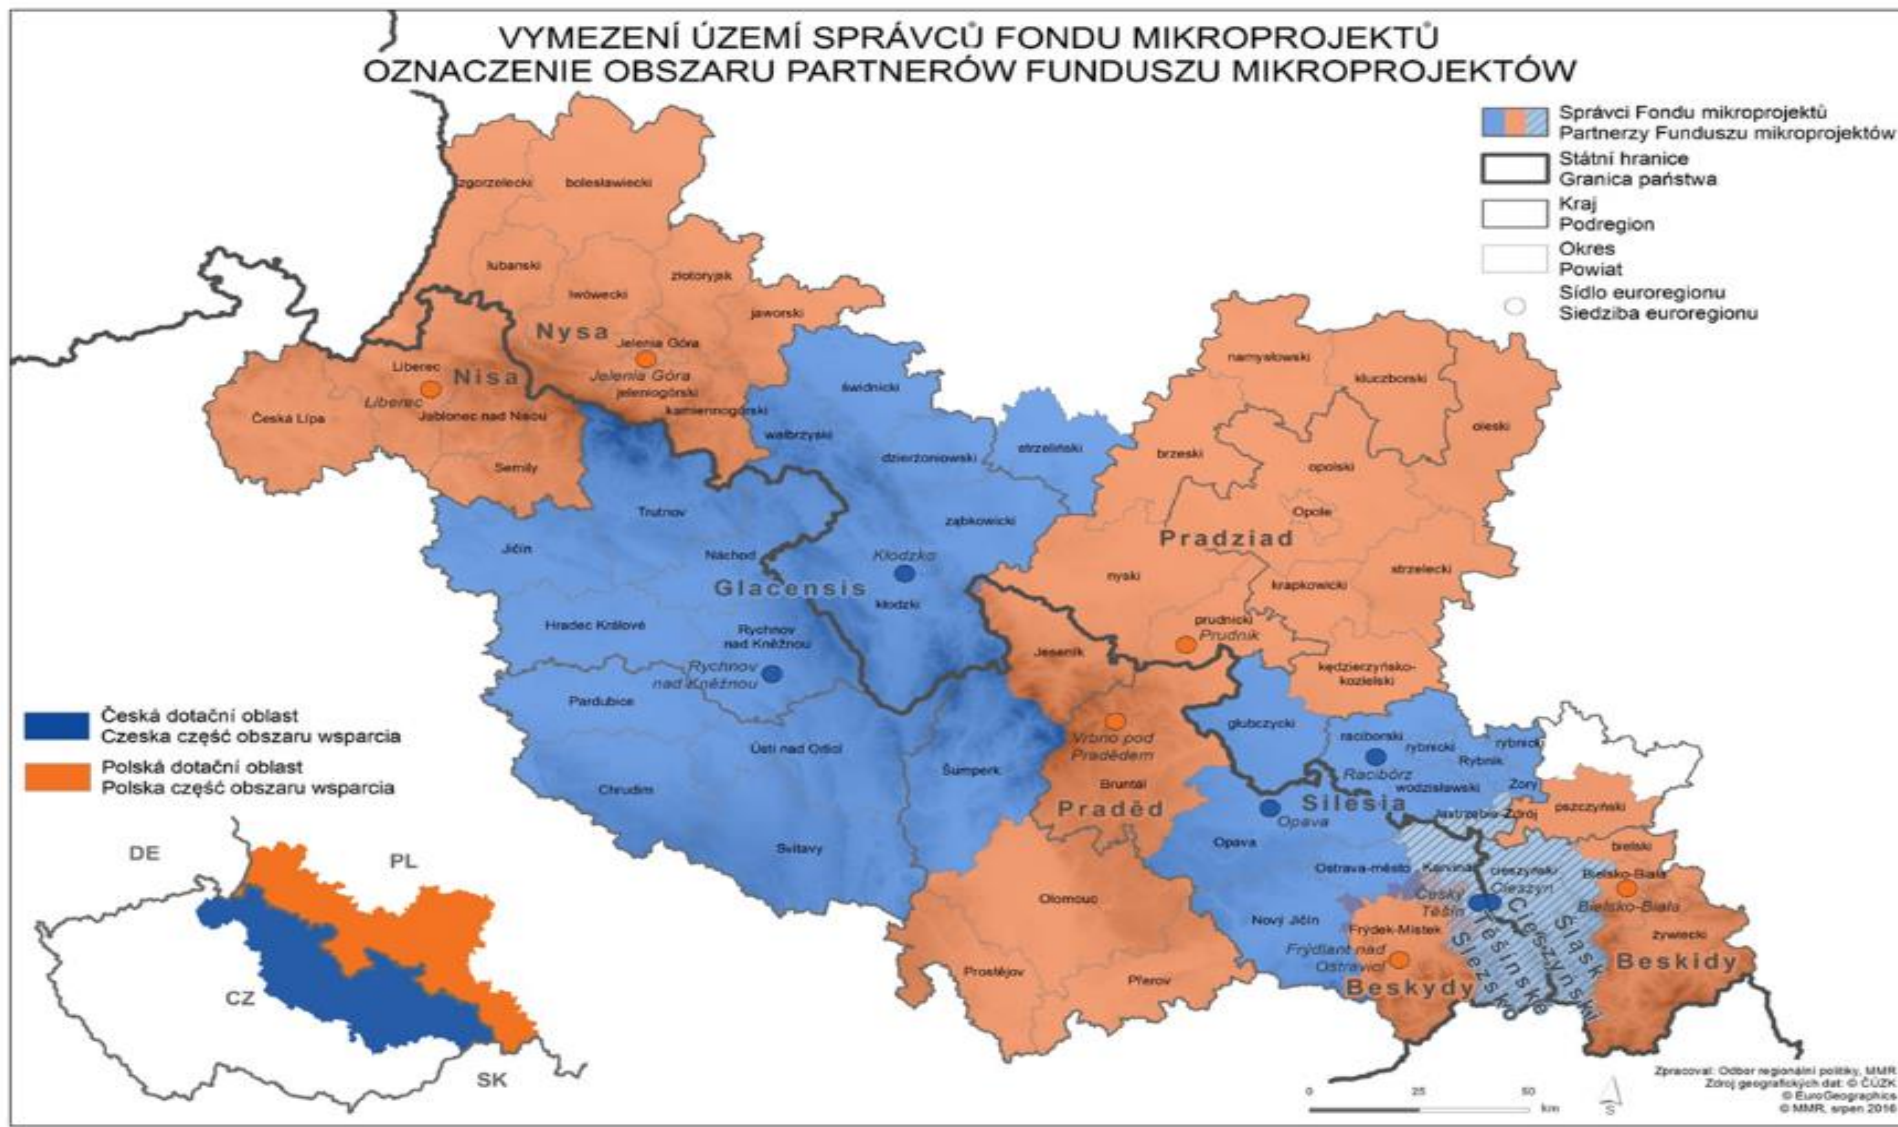 VYMEZENÍ ÚZEMÍ SPRÁVCŮ FONDU MIKROPROJEKTŮ
OZNACZENIE OBSZARU PARTNERÓW FUNDUSZU MIKROPROJEKTÓW
Správci Fondu mikroprojektů
Partnerzy Funduszu mikroprojektów
Státní hranice
Granica państwa
Kraj
Podregion
Okres
Powiat
Sídlo euroregionu
Siedziba euroregionu
zgorzelecki
bolesławiecki
lubański
lwówecki
złotoryjsk
jaworski
Nysa
Jelenia Góra
Jelenia Góra
jeleniogórski
kamiennogórski
Liberec
Nisa
Liberec
Jablonec nad Nisou
Česká Lípa
Semily
świdnicki
wałbrzyski
dzierżoniowski
strzeliński
ząbkowicki
Trutnov
Jičín
Náchod
Kłodzko
Glacensis
kłodzki
Hradec Králové
Rychnov
nad Kněžnou
Rychnov
nad Kněžnou
Pardubice
Ústí nad Orlicí
Chrudim
Svitavy
Šumperk
namysłowski
kluczborski
oleski
brzeski
opolski
Opole
Pradziad
nyski
krapkowicki
strzelecki
prudnicki
Prudnik
kędzierzyńsko-
kozielski
Jeseník
Vrbno pod
Pradědem
Bruntál
Praděd
Olomouc
Prostějov
Přerov
głubczycki
raciborski
rybnicki
rybnicki
Rybnik
Racibórz
wodzisławski
Żory
Silesia
Jastrzębie-Zdrój
Opava
Opava
Ostrava-město
Karviná
Nový Jičín
cieszyński
Cieszyn
Český
Těšín
Těšínské
Slezsko
Śląsk
Cieszyński
pszczyński
bielski
Bielsko-Biała
Bielsko-Biała
żywiecki
Beskidy
Frýdek-Místek
Frýdlant nad
Ostravicí
Beskydy
Česká dotační oblast
Czeska część obszaru wsparcia
Polská dotační oblast
Polska część obszaru wsparcia
DE
PL
CZ
SK
0 25 50
km
S
Zpracoval: Odbor regionální politiky, MMR
Zdroj geografických dat: © ČÚZK
© EuroGeographics
© MMR, srpen 2016